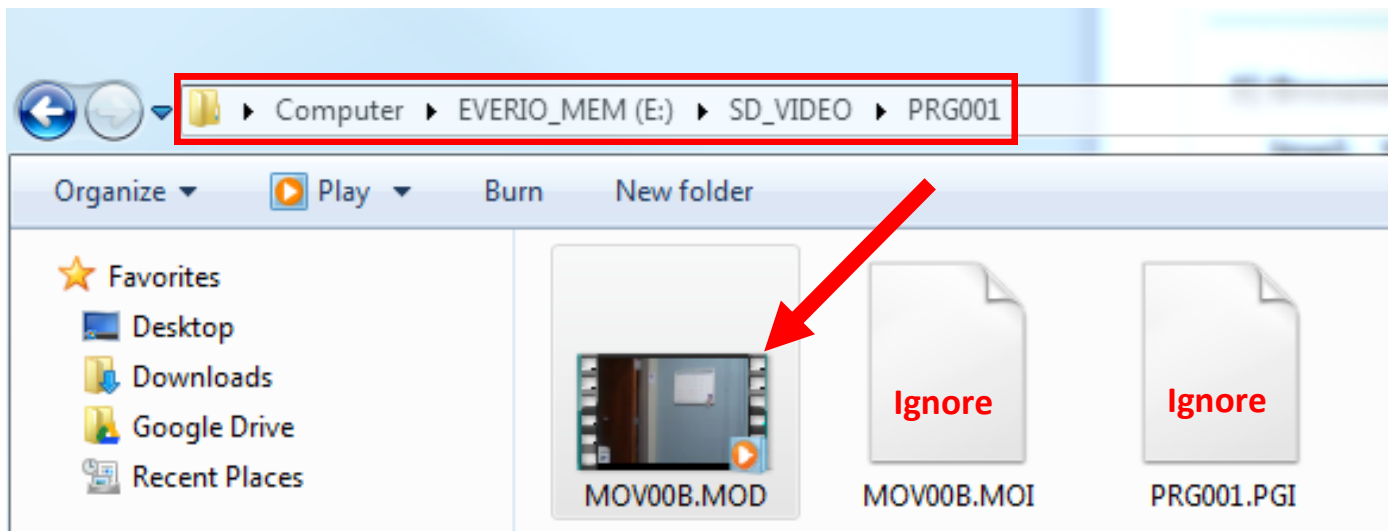 Computer EVERIO_MEM (E:) SD_VIDEO PRG001
Organize Play Burn New folder
Favorites
Desktop
Downloads
Google Drive
Recent Places
Ignore Ignore
MOV00B.MOD MOV00B.MOI PRG001.PGI